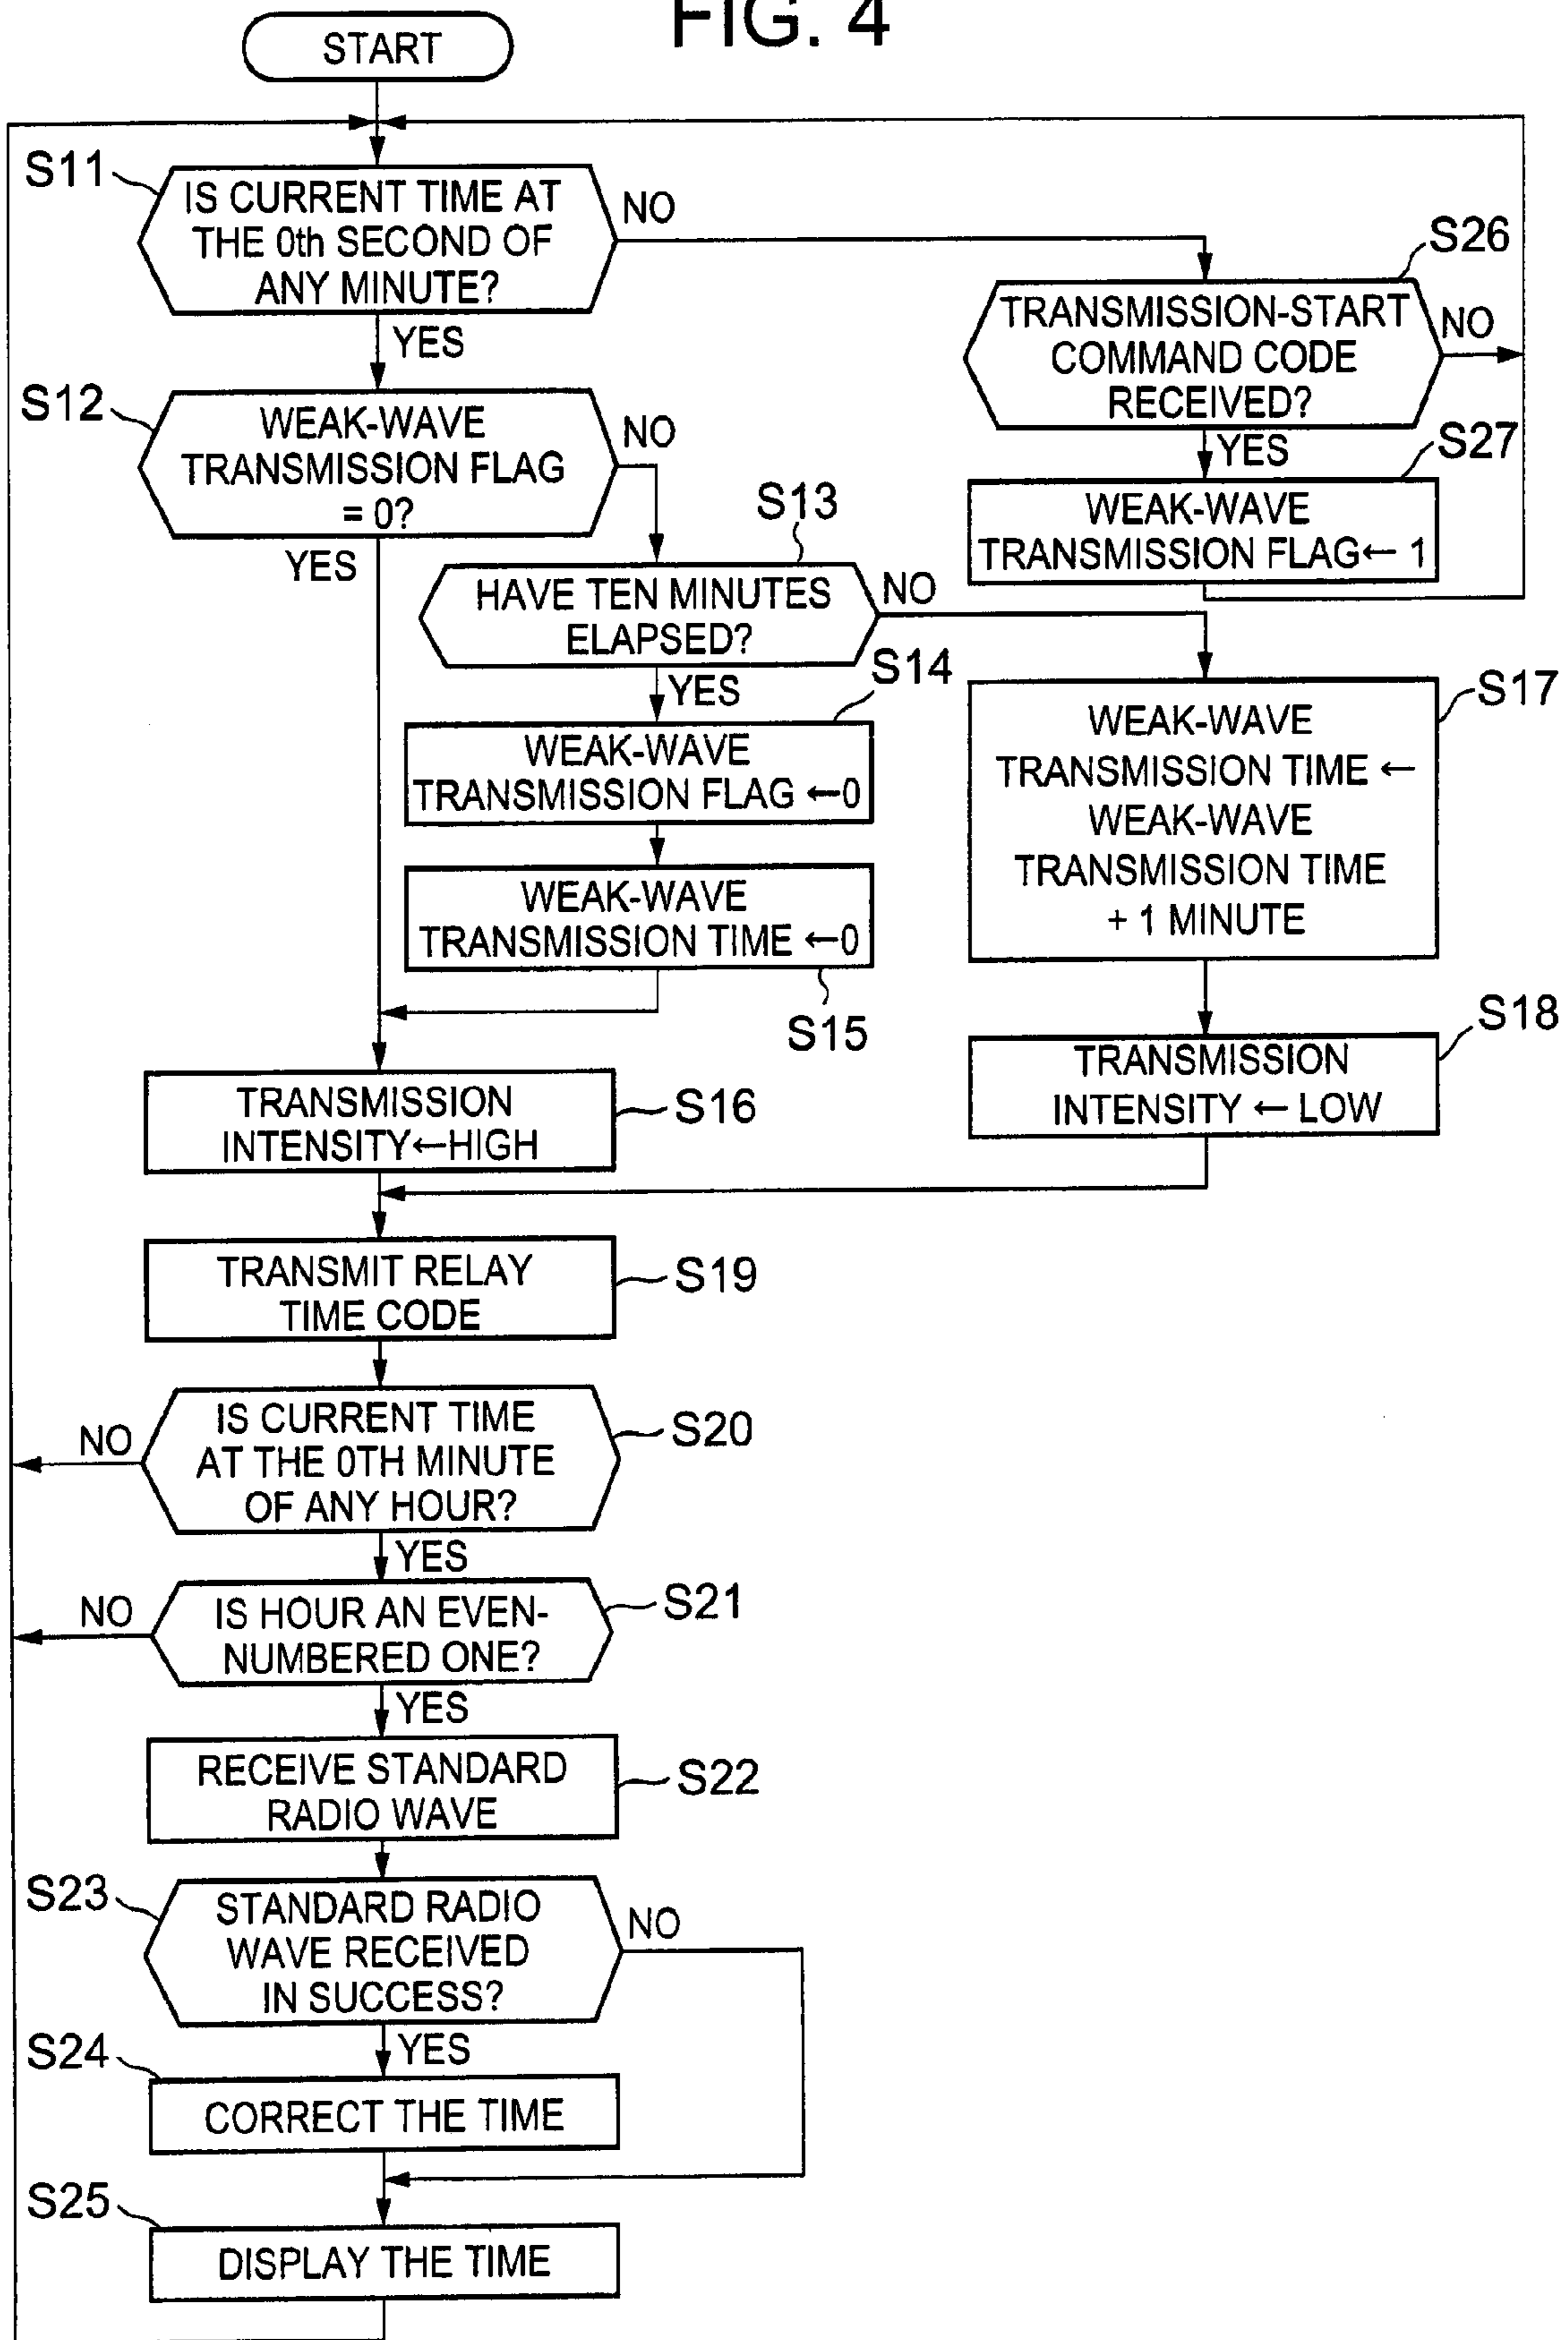 FIG. 4
START
S11
IS CURRENT TIME AT
THE 0th SECOND OF
ANY MINUTE?
NO
YES
S26
TRANSMISSION-START
COMMAND CODE
RECEIVED?
NO
YES
S12
WEAK-WAVE
TRANSMISSION FLAG
= 0?
NO
YES
S27
WEAK-WAVE
TRANSMISSION FLAG← 1
S13
HAVE TEN MINUTES
ELAPSED?
NO
YES
S14
WEAK-WAVE
TRANSMISSION FLAG ←0
WEAK-WAVE
TRANSMISSION TIME ←0
S15
S17
WEAK-WAVE
TRANSMISSION TIME ←
WEAK-WAVE
TRANSMISSION TIME
+ 1 MINUTE
S18
TRANSMISSION
INTENSITY ← LOW
TRANSMISSION
INTENSITY←HIGH
S16
TRANSMIT RELAY
TIME CODE
S19
IS CURRENT TIME
AT THE 0TH MINUTE
OF ANY HOUR?
S20
NO
YES
IS HOUR AN EVEN-
NUMBERED ONE?
S21
NO
YES
RECEIVE STANDARD
RADIO WAVE
S22
S23
STANDARD RADIO
WAVE RECEIVED
IN SUCCESS?
NO
YES
S24
CORRECT THE TIME
S25
DISPLAY THE TIME